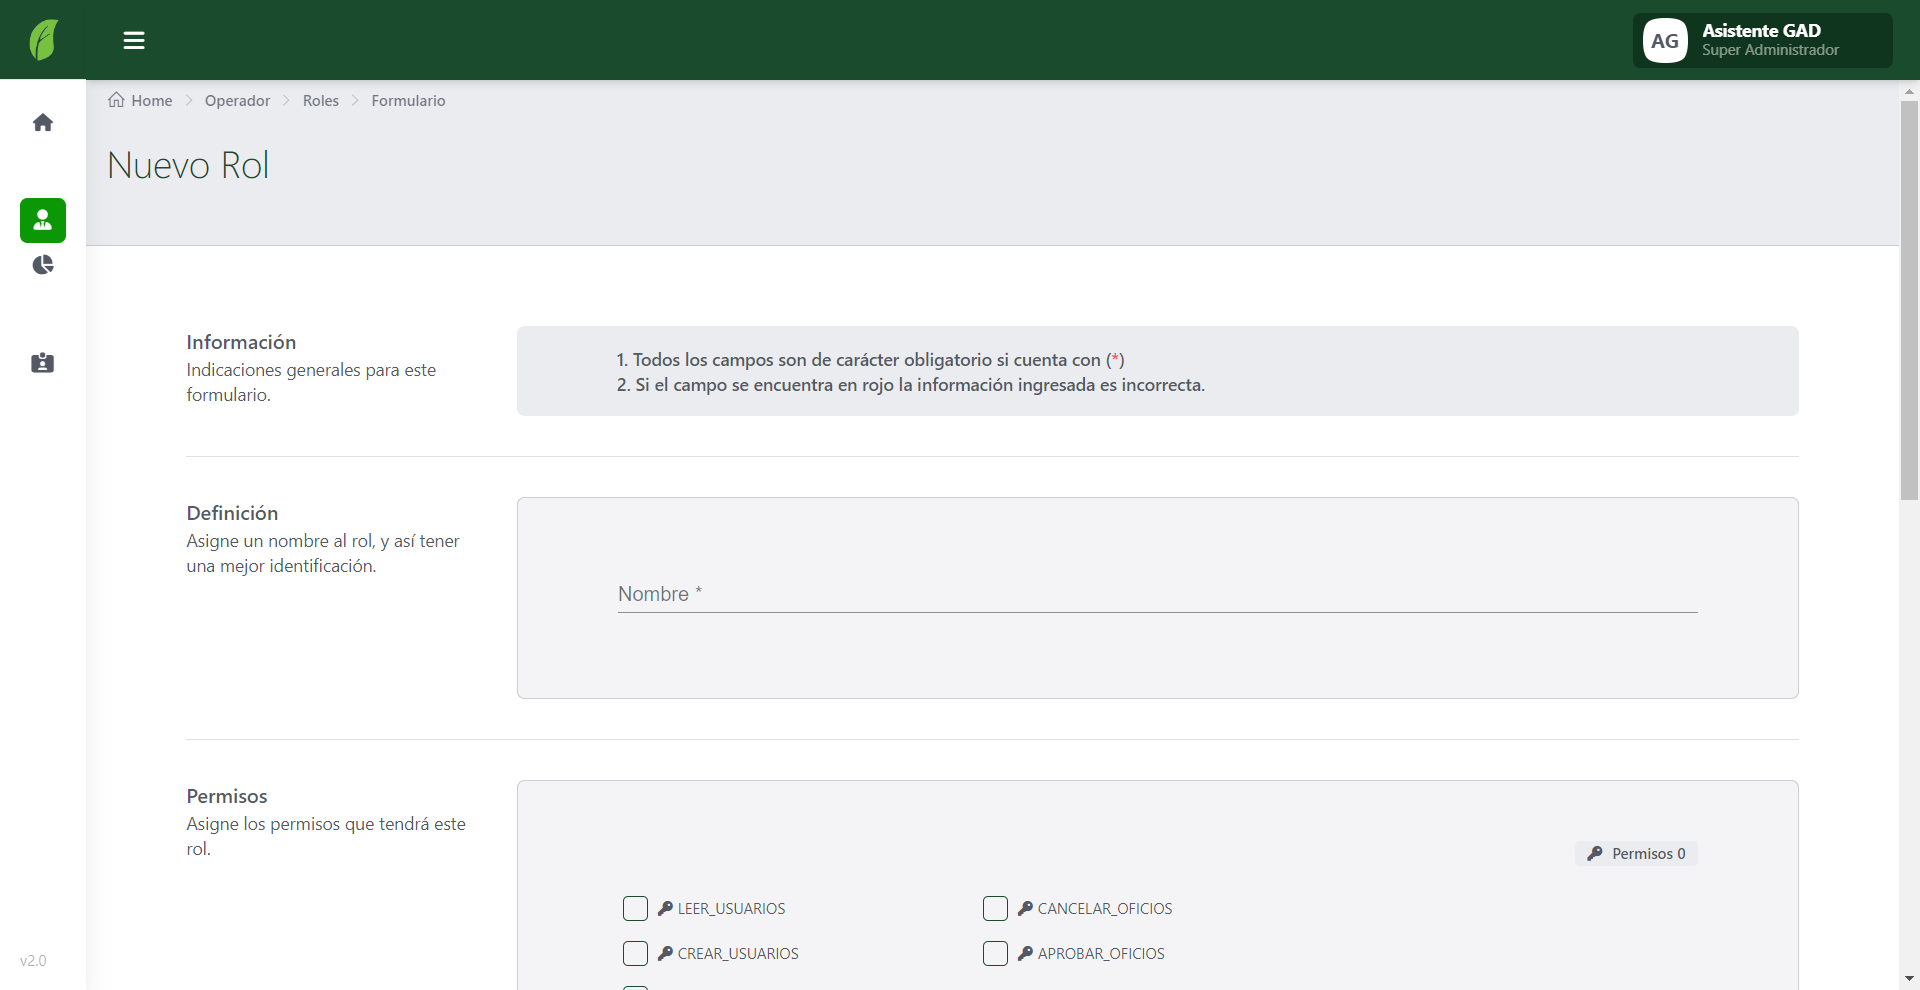 AG
Asistente GAD
Super Administrador
Home
Operador
Roles
Formulario
Nuevo Rol
Información
Indicaciones generales para este
formulario.
1. Todos los campos son de carácter obligatorio si cuenta con (*)
2. Si el campo se encuentra en rojo la información ingresada es incorrecta.
Definición
Asigne un nombre al rol, y así tener
una mejor identificación.
Nombre *
Permisos
Asigne los permisos que tendrá este
rol.
Permisos 0
LEER_USUARIOS
CANCELAR_OFICIOS
CREAR_USUARIOS
APROBAR_OFICIOS
v2.0